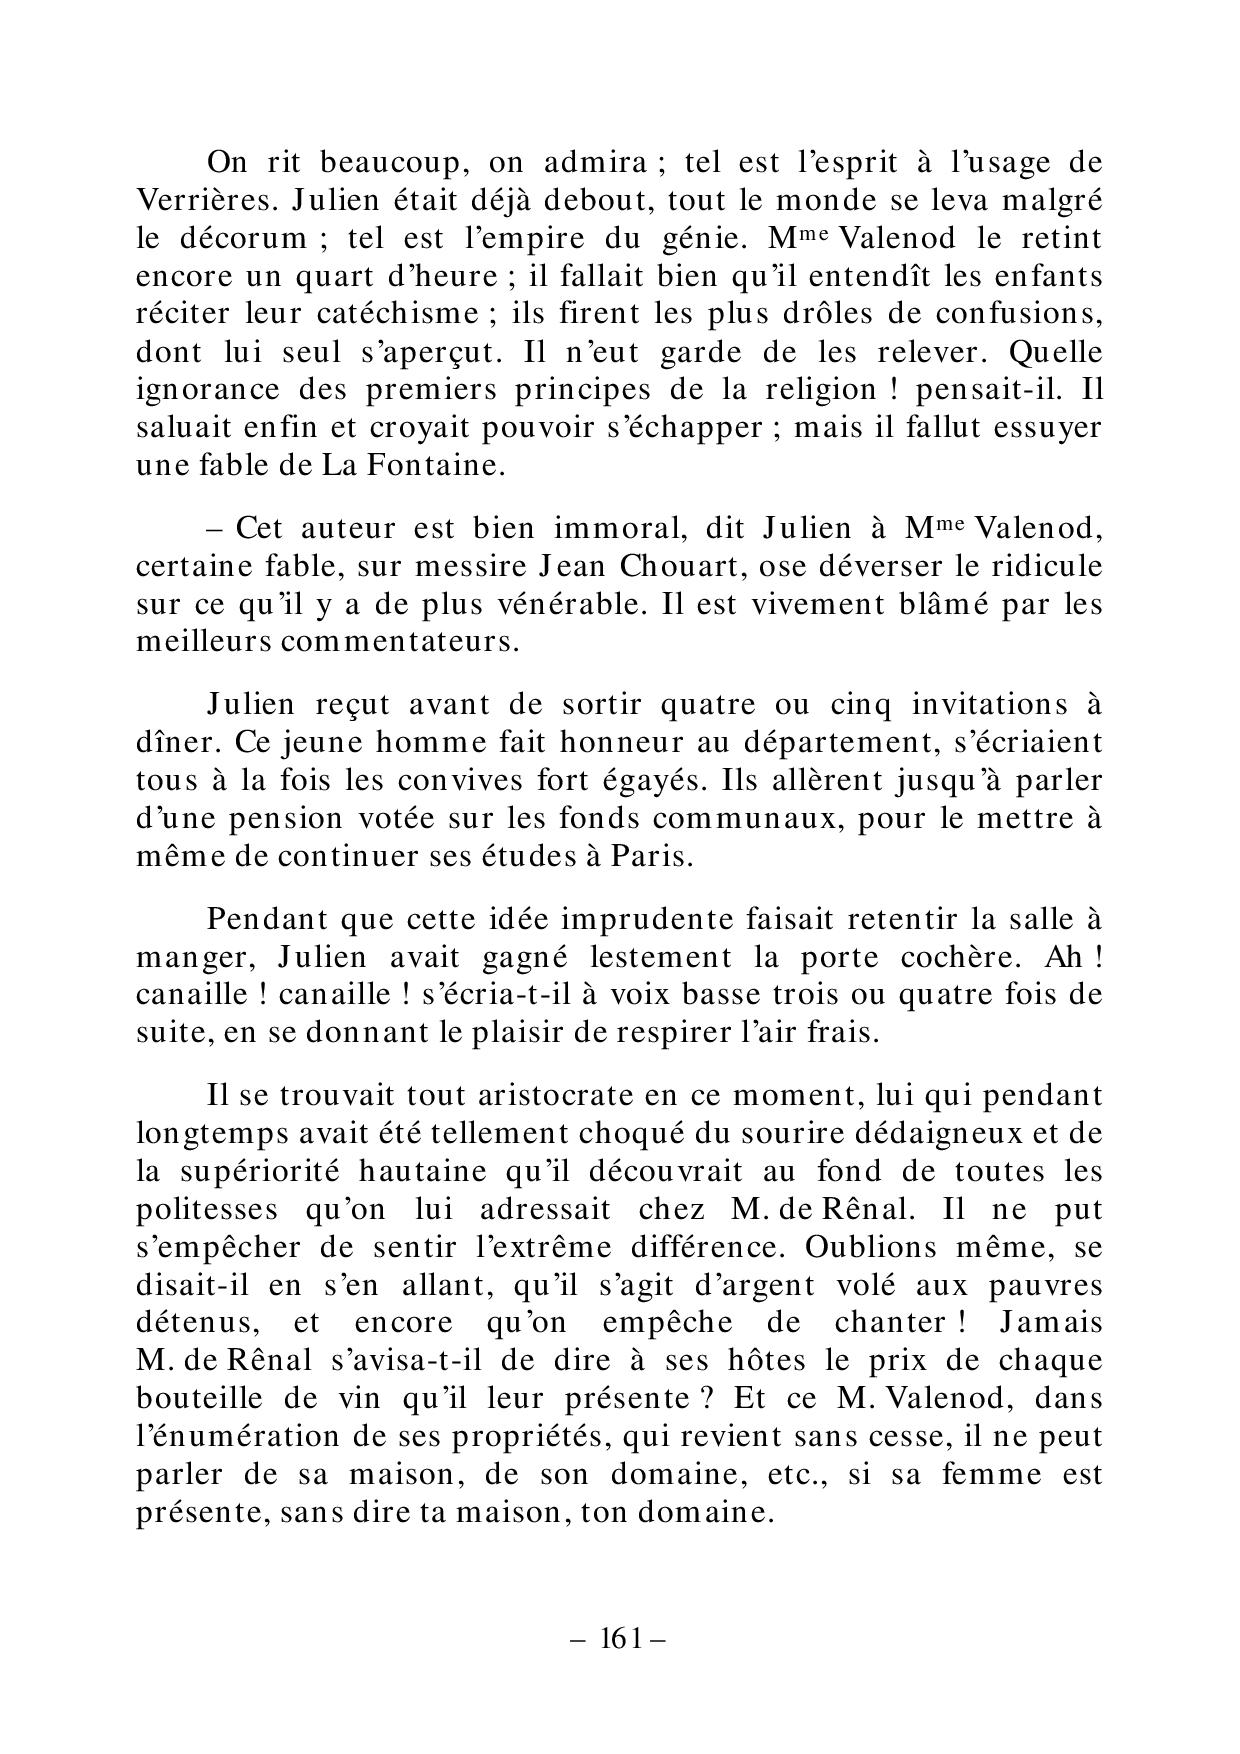 On rit beaucoup, on admira ; tel est l’esprit à l’usage de
Verrières. Julien était déjà debout, tout le monde se leva malgré
le décorum ; tel est l’empire du génie. Mme Valenod le retint
encore un quart d’heure ; il fallait bien qu’il entendît les enfants
réciter leur catéchisme ; ils firent les plus drôles de confusions,
dont lui seul s’aperçut. Il n’eut garde de les relever. Quelle
ignorance des premiers principes de la religion ! pensait-il. Il
saluait enfin et croyait pouvoir s’échapper ; mais il fallut essuyer
une fable de La Fontaine.
– Cet auteur est bien immoral, dit Julien à Mme Valenod,
certaine fable, sur messire Jean Chouart, ose déverser le ridicule
sur ce qu’il y a de plus vénérable. Il est vivement blâmé par les
meilleurs commentateurs.
Julien reçut avant de sortir quatre ou cinq invitations à
dîner. Ce jeune homme fait honneur au département, s’écriaient
tous à la fois les convives fort égayés. Ils allèrent jusqu’à parler
d’une pension votée sur les fonds communaux, pour le mettre à
même de continuer ses études à Paris.
Pendant que cette idée imprudente faisait retentir la salle à
manger, Julien avait gagné lestement la porte cochère. Ah !
canaille ! canaille ! s’écria-t-il à voix basse trois ou quatre fois de
suite, en se donnant le plaisir de respirer l’air frais.
Il se trouvait tout aristocrate en ce moment, lui qui pendant
longtemps avait été tellement choqué du sourire dédaigneux et de
la supériorité hautaine qu’il découvrait au fond de toutes les
politesses qu’on lui adressait chez M. de Rênal. Il ne put
s’empêcher de sentir l’extrême différence. Oublions même, se
disait-il en s’en allant, qu’il s’agit d’argent volé aux pauvres
détenus, et encore qu’on empêche de chanter ! Jamais
M. de Rênal s’avisa-t-il de dire à ses hôtes le prix de chaque
bouteille de vin qu’il leur présente ? Et ce M. Valenod, dans
l’énumération de ses propriétés, qui revient sans cesse, il ne peut
parler de sa maison, de son domaine, etc., si sa femme est
présente, sans dire ta maison, ton domaine.
– 161 –